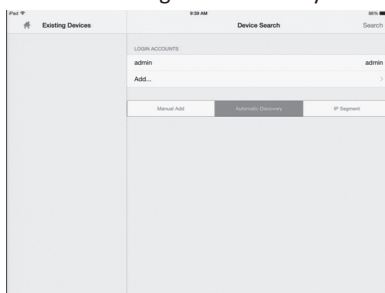 iPad 9:59 AM
Existing Devices Device Search Search
LOGIN ACCOUNTS
admin admin
Add...
Manual Add Automatic Discovery IP Segment